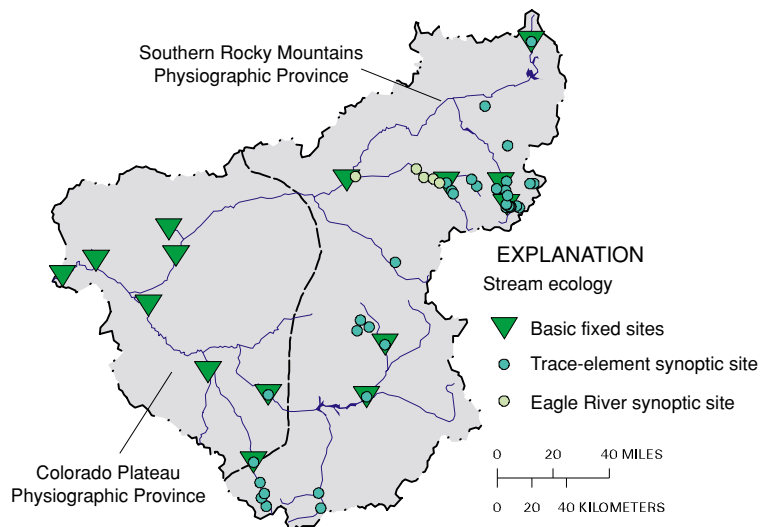 Southern Rocky Mountains
Physiographic Province
EXPLANATION
Stream ecology
Basic fixed sites
Trace-element synoptic site
Eagle River synoptic site
Colorado Plateau
Physiographic Province
0 20 40 MILES
0 20 40 KILOMETERS